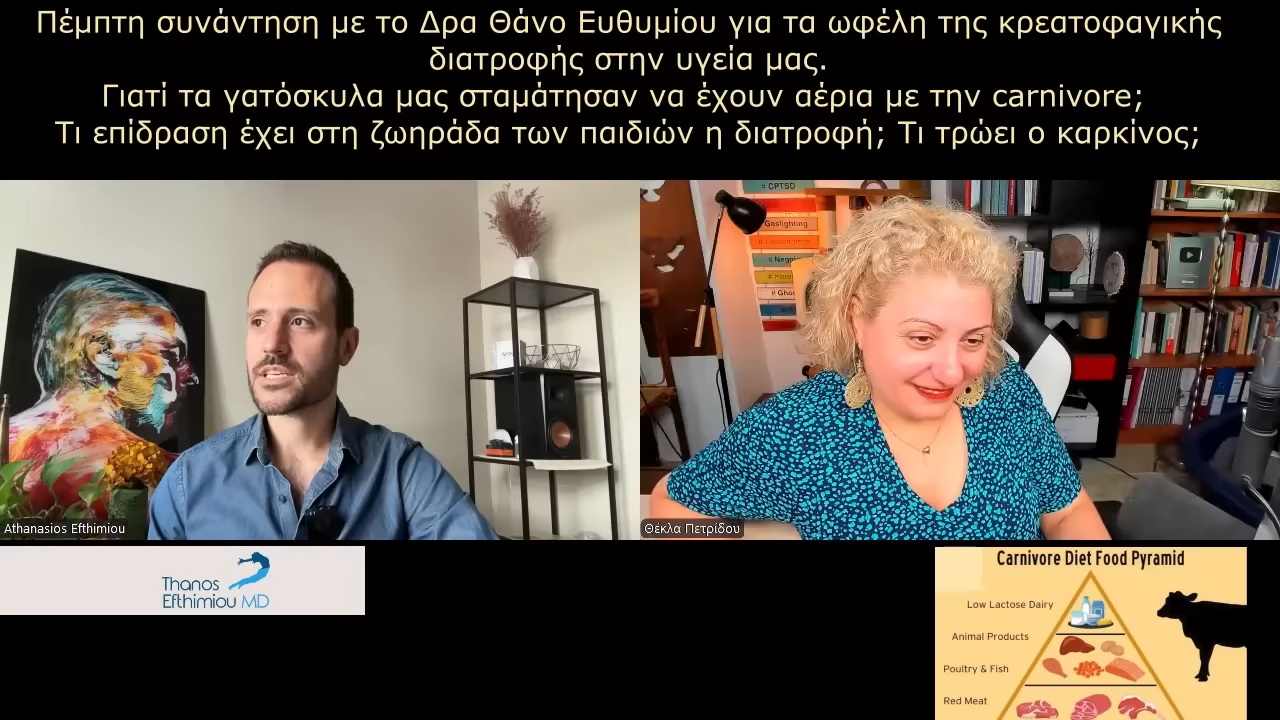 Πέμπτη συνάντηση με το Δρα Θάνο Ευθυμίου για τα ωφέλη της κρεατοφαγικής
διατροφής στην υγεία μας.
Γιατί τα γατόσκυλα μας σταμάτησαν να έχουν αέρια με την carnivore;
Τι επίδραση έχει στη ζωηράδα των παιδιών η διατροφή; Τι τρώει ο καρκίνος;
# CPTSD
Gaslighting
Athanasios Efthimiou
Θέκλα Πετρίδου
Thanos
Efthimiou MD
Carnivore Diet Food Pyramid
Low Lactose Dairy
Animal Products
Poultry & Fish
Red Meat